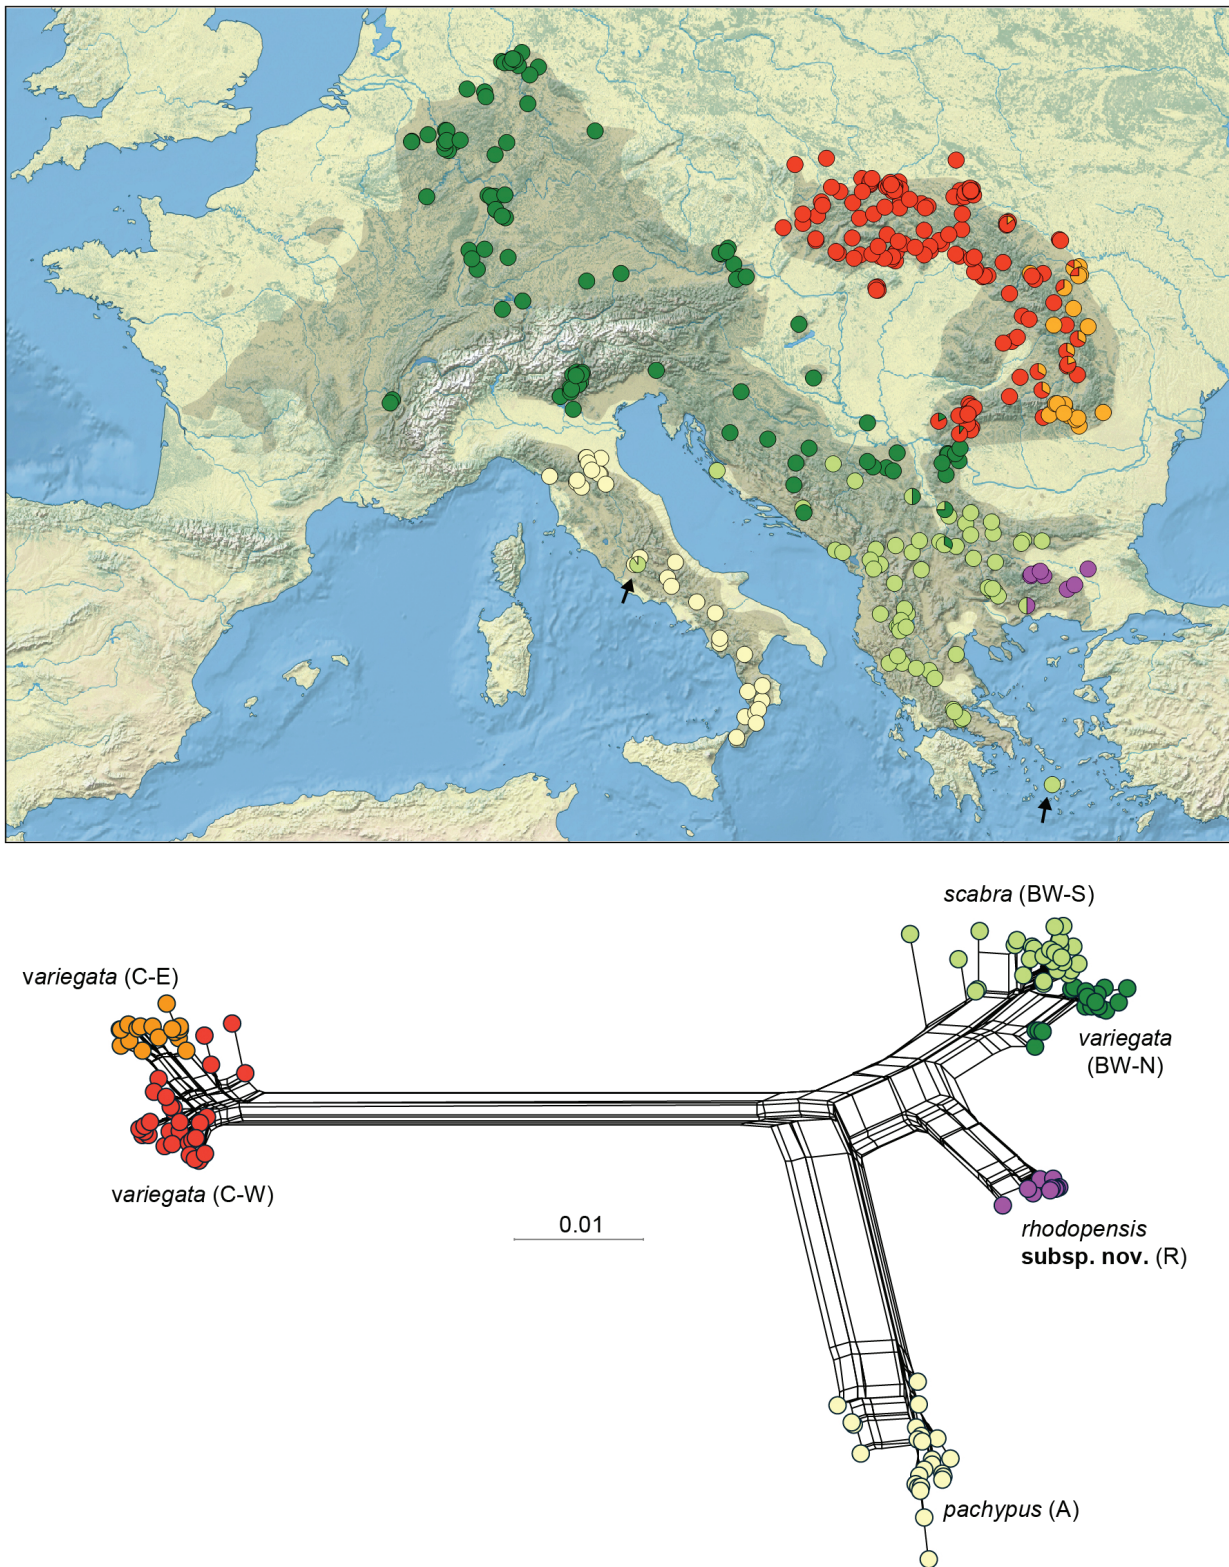 scabra (BW-S)
variegata (C-E)
variegata
(BW-N)
variegata (C-W)
0.01
rhodopensis
subsp. nov. (R)
pachypus (A)